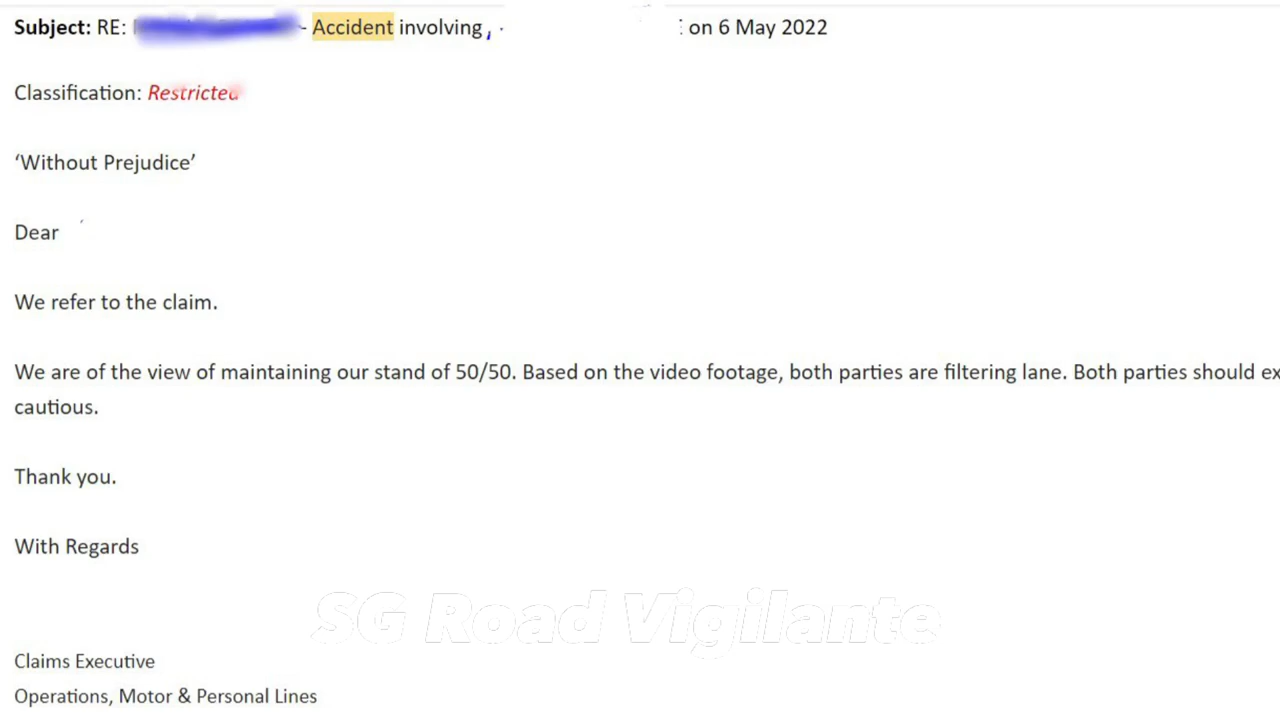 Subject: RE: - Accident involving, on 6 May 2022
Classification: Restricted
‘Without Prejudice’
Dear
We refer to the claim.
We are of the view of maintaining our stand of 50/50. Based on the video footage, both parties are filtering lane. Both parties should
cautious.
Thank you.
With Regards
SG Road Vigilante
Claims Executive
Operations, Motor & Personal Lines